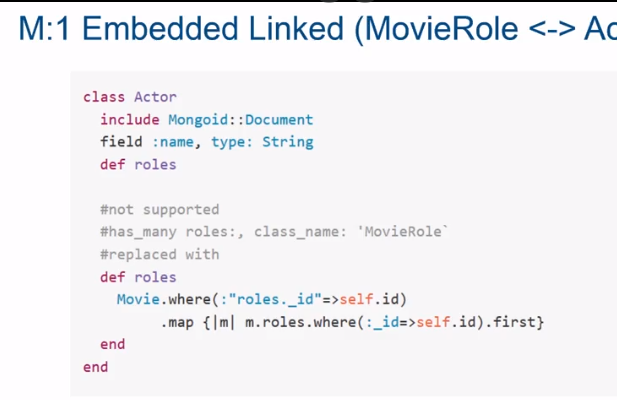 M:1 Embedded Linked (MovieRole <-> Ac
class Actor
include Mongoid::Document
field :name, type: String
def roles
#not supported
#has_many roles:, class_name: 'MovieRole`
#replaced with
def roles
Movie.where(:"roles._id"=>self.id)
.map {|m| m.roles.where(:_id=>self.id).first}
end
end